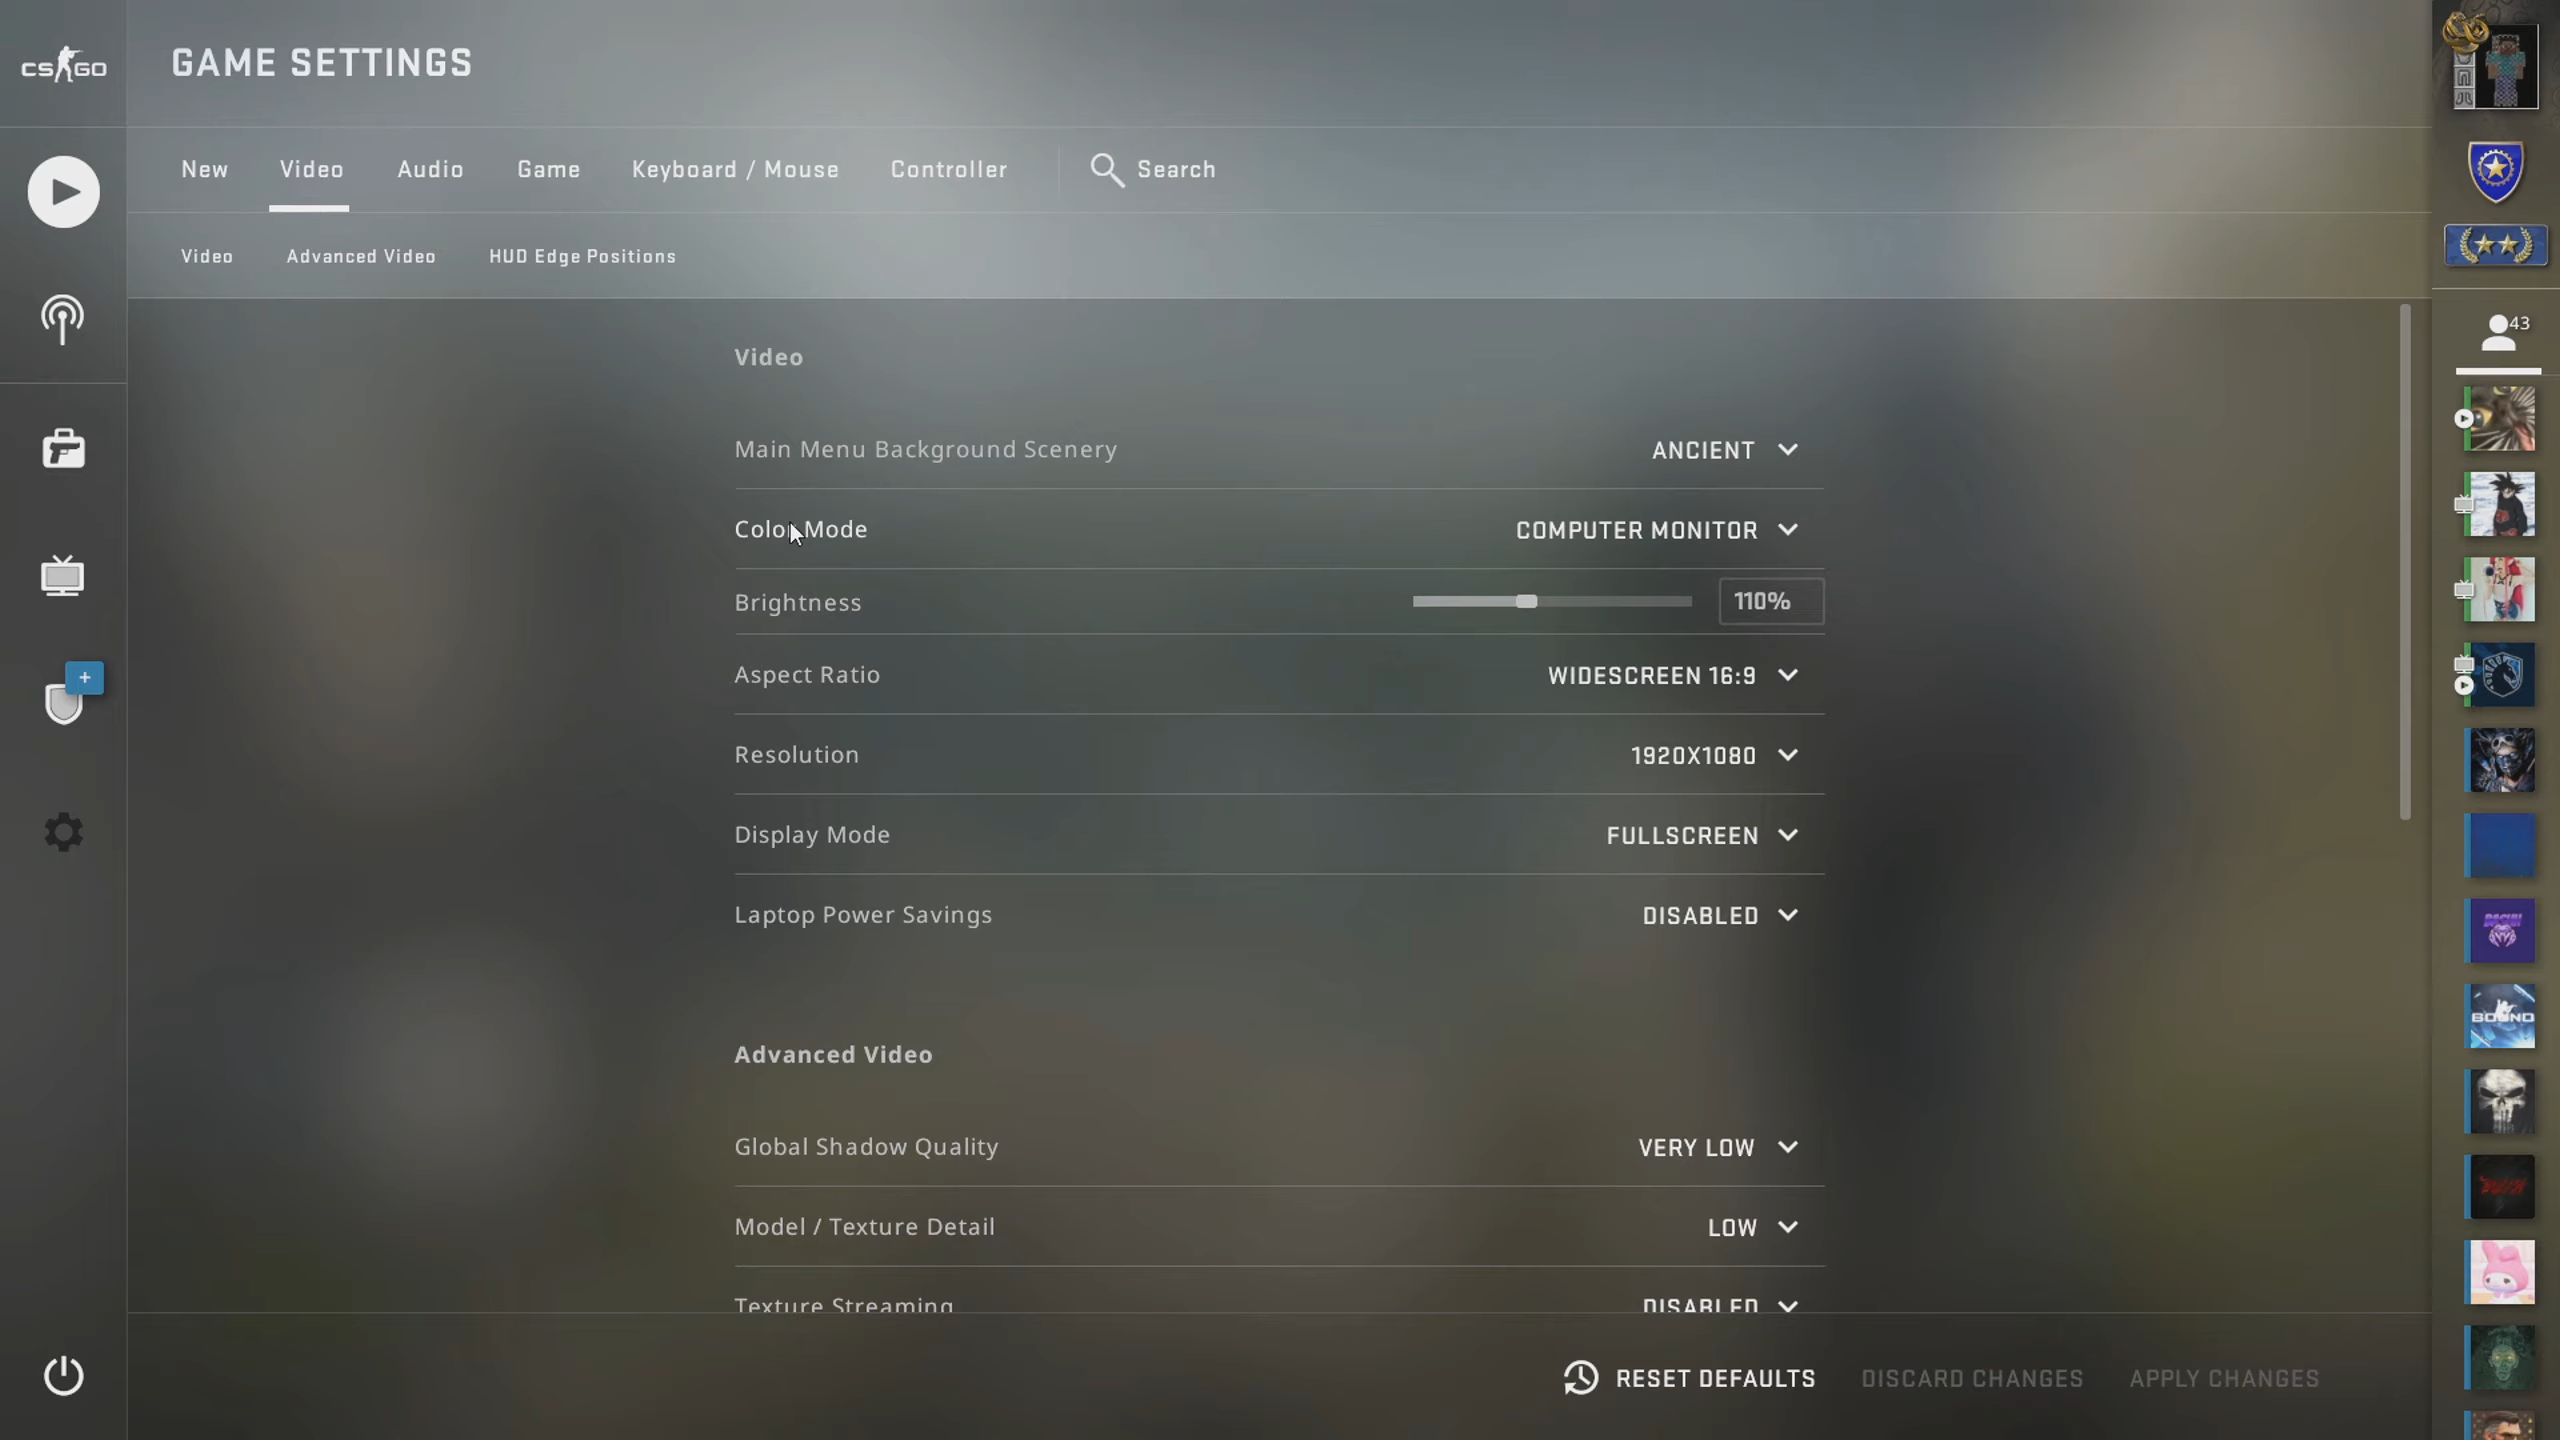 CS GO
GAME SETTINGS
New
Video
Audio
Game
Keyboard / Mouse
Controller
Search
Video
Advanced Video
HUD Edge Positions
43
Video
Main Menu Background Scenery
ANCIENT
Color Mode
COMPUTER MONITOR
Brightness
110%
Aspect Ratio
WIDESCREEN 16:9
Resolution
1920X1080
Display Mode
FULLSCREEN
Laptop Power Savings
DISABLED
+
BOUND
Advanced Video
Global Shadow Quality
VERY LOW
Model / Texture Detail
LOW
Texture Streaming
DISABLED
RESET DEFAULTS
DISCARD CHANGES
APPLY CHANGES